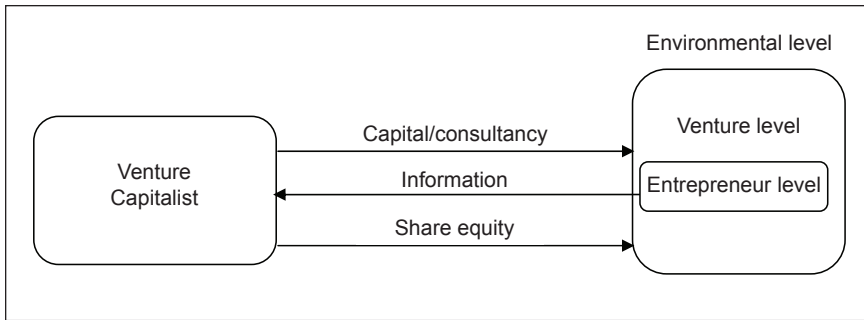 Environmental level
Capital/consultancy
Venture level
Venture
Capitalist
Information
Entrepreneur level
Share equity